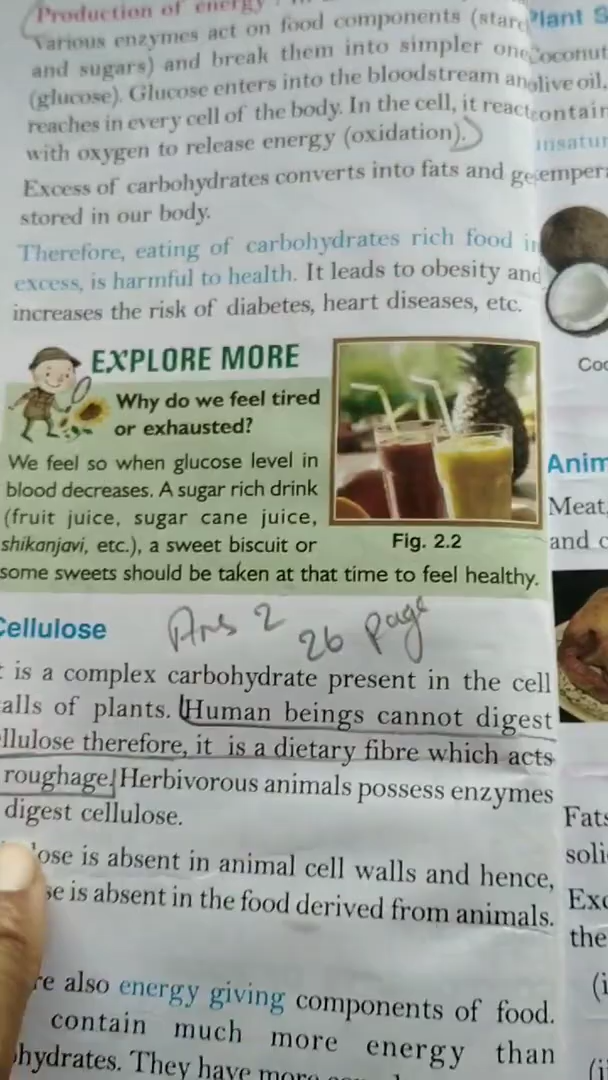 Production of energy
Various enzymes act on food components (starc
and sugars) and break them into simpler one
(glucose). Glucose enters into the bloodstream an
reaches in every cell of the body. In the cell, it react
with oxygen to release energy (oxidation).
Excess of carbohydrates converts into fats and ge
stored in our body.
Therefore, eating of carbohydrates rich food i
excess, is harmful to health. It leads to obesity and
increases the risk of diabetes, heart diseases, etc.
EXPLORE MORE
Why do we feel tired
or exhausted?
We feel so when glucose level in
blood decreases. A sugar rich drink
(fruit juice, sugar cane juice,
shikanjavi, etc.), a sweet biscuit or
some sweets should be taken at that time to feel healthy.
Fig. 2.2
Cellulose
Ans 2 26 page
is a complex carbohydrate present in the cell
alls of plants. Human beings cannot digest
ellulose therefore, it is a dietary fibre which acts
roughage. Herbivorous animals possess enzymes
digest cellulose.
lose is absent in animal cell walls and hence,
se is absent in the food derived from animals.
re also energy giving components of food.
contain much more energy than
hydrates. They have more
Plant S
Coconut
olive oil,
contain
unsatur
temper
Coc
Anim
Meat,
and c
Fats
soli
Exc
the
(i
(ii